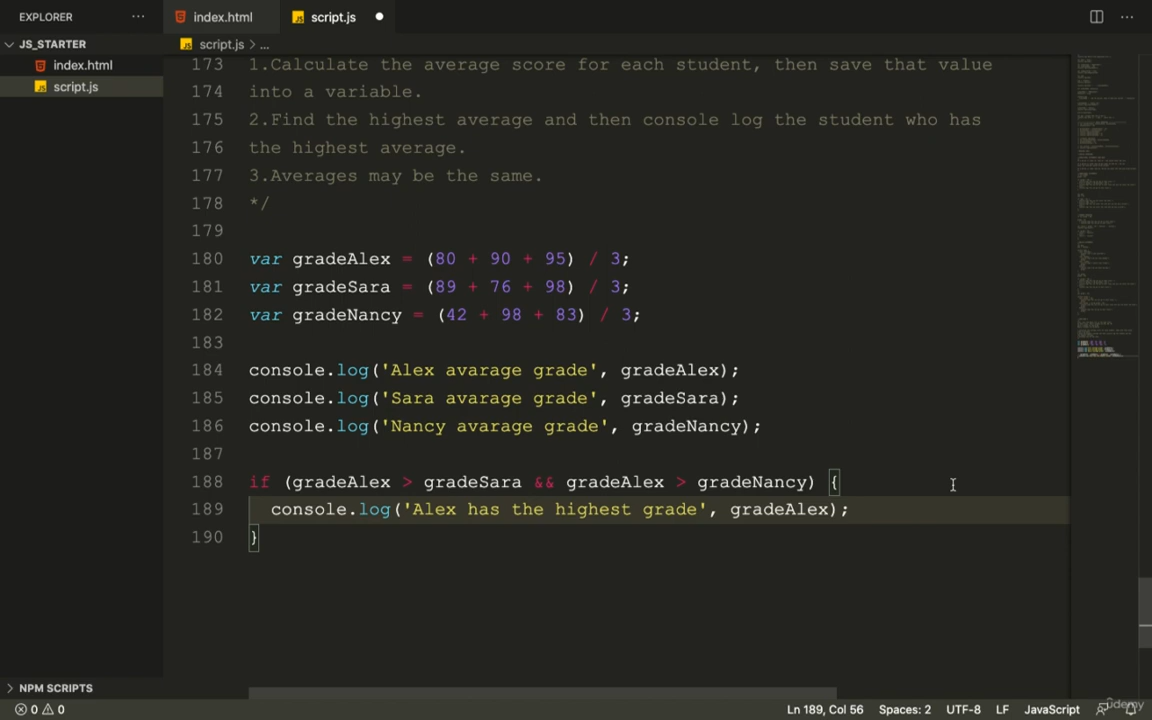 EXPLORER ··· index.html script.js ● ···
JS_STARTER script.js > ...
index.html
script.js
173 1.Calculate the average score for each student, then save that value
174 into a variable.
175 2.Find the highest average and then console log the student who has
176 the highest average.
177 3.Averages may be the same.
178 */
179
180 var gradeAlex = (80 + 90 + 95) / 3;
181 var gradeSara = (89 + 76 + 98) / 3;
182 var gradeNancy = (42 + 98 + 83) / 3;
183
184 console.log('Alex avarage grade', gradeAlex);
185 console.log('Sara avarage grade', gradeSara);
186 console.log('Nancy avarage grade', gradeNancy);
187
188 if (gradeAlex > gradeSara && gradeAlex > gradeNancy) {
189 console.log('Alex has the highest grade', gradeAlex);
190 }
NPM SCRIPTS
0 0 Ln 189, Col 56 Spaces: 2 UTF-8 LF JavaScript
udemy